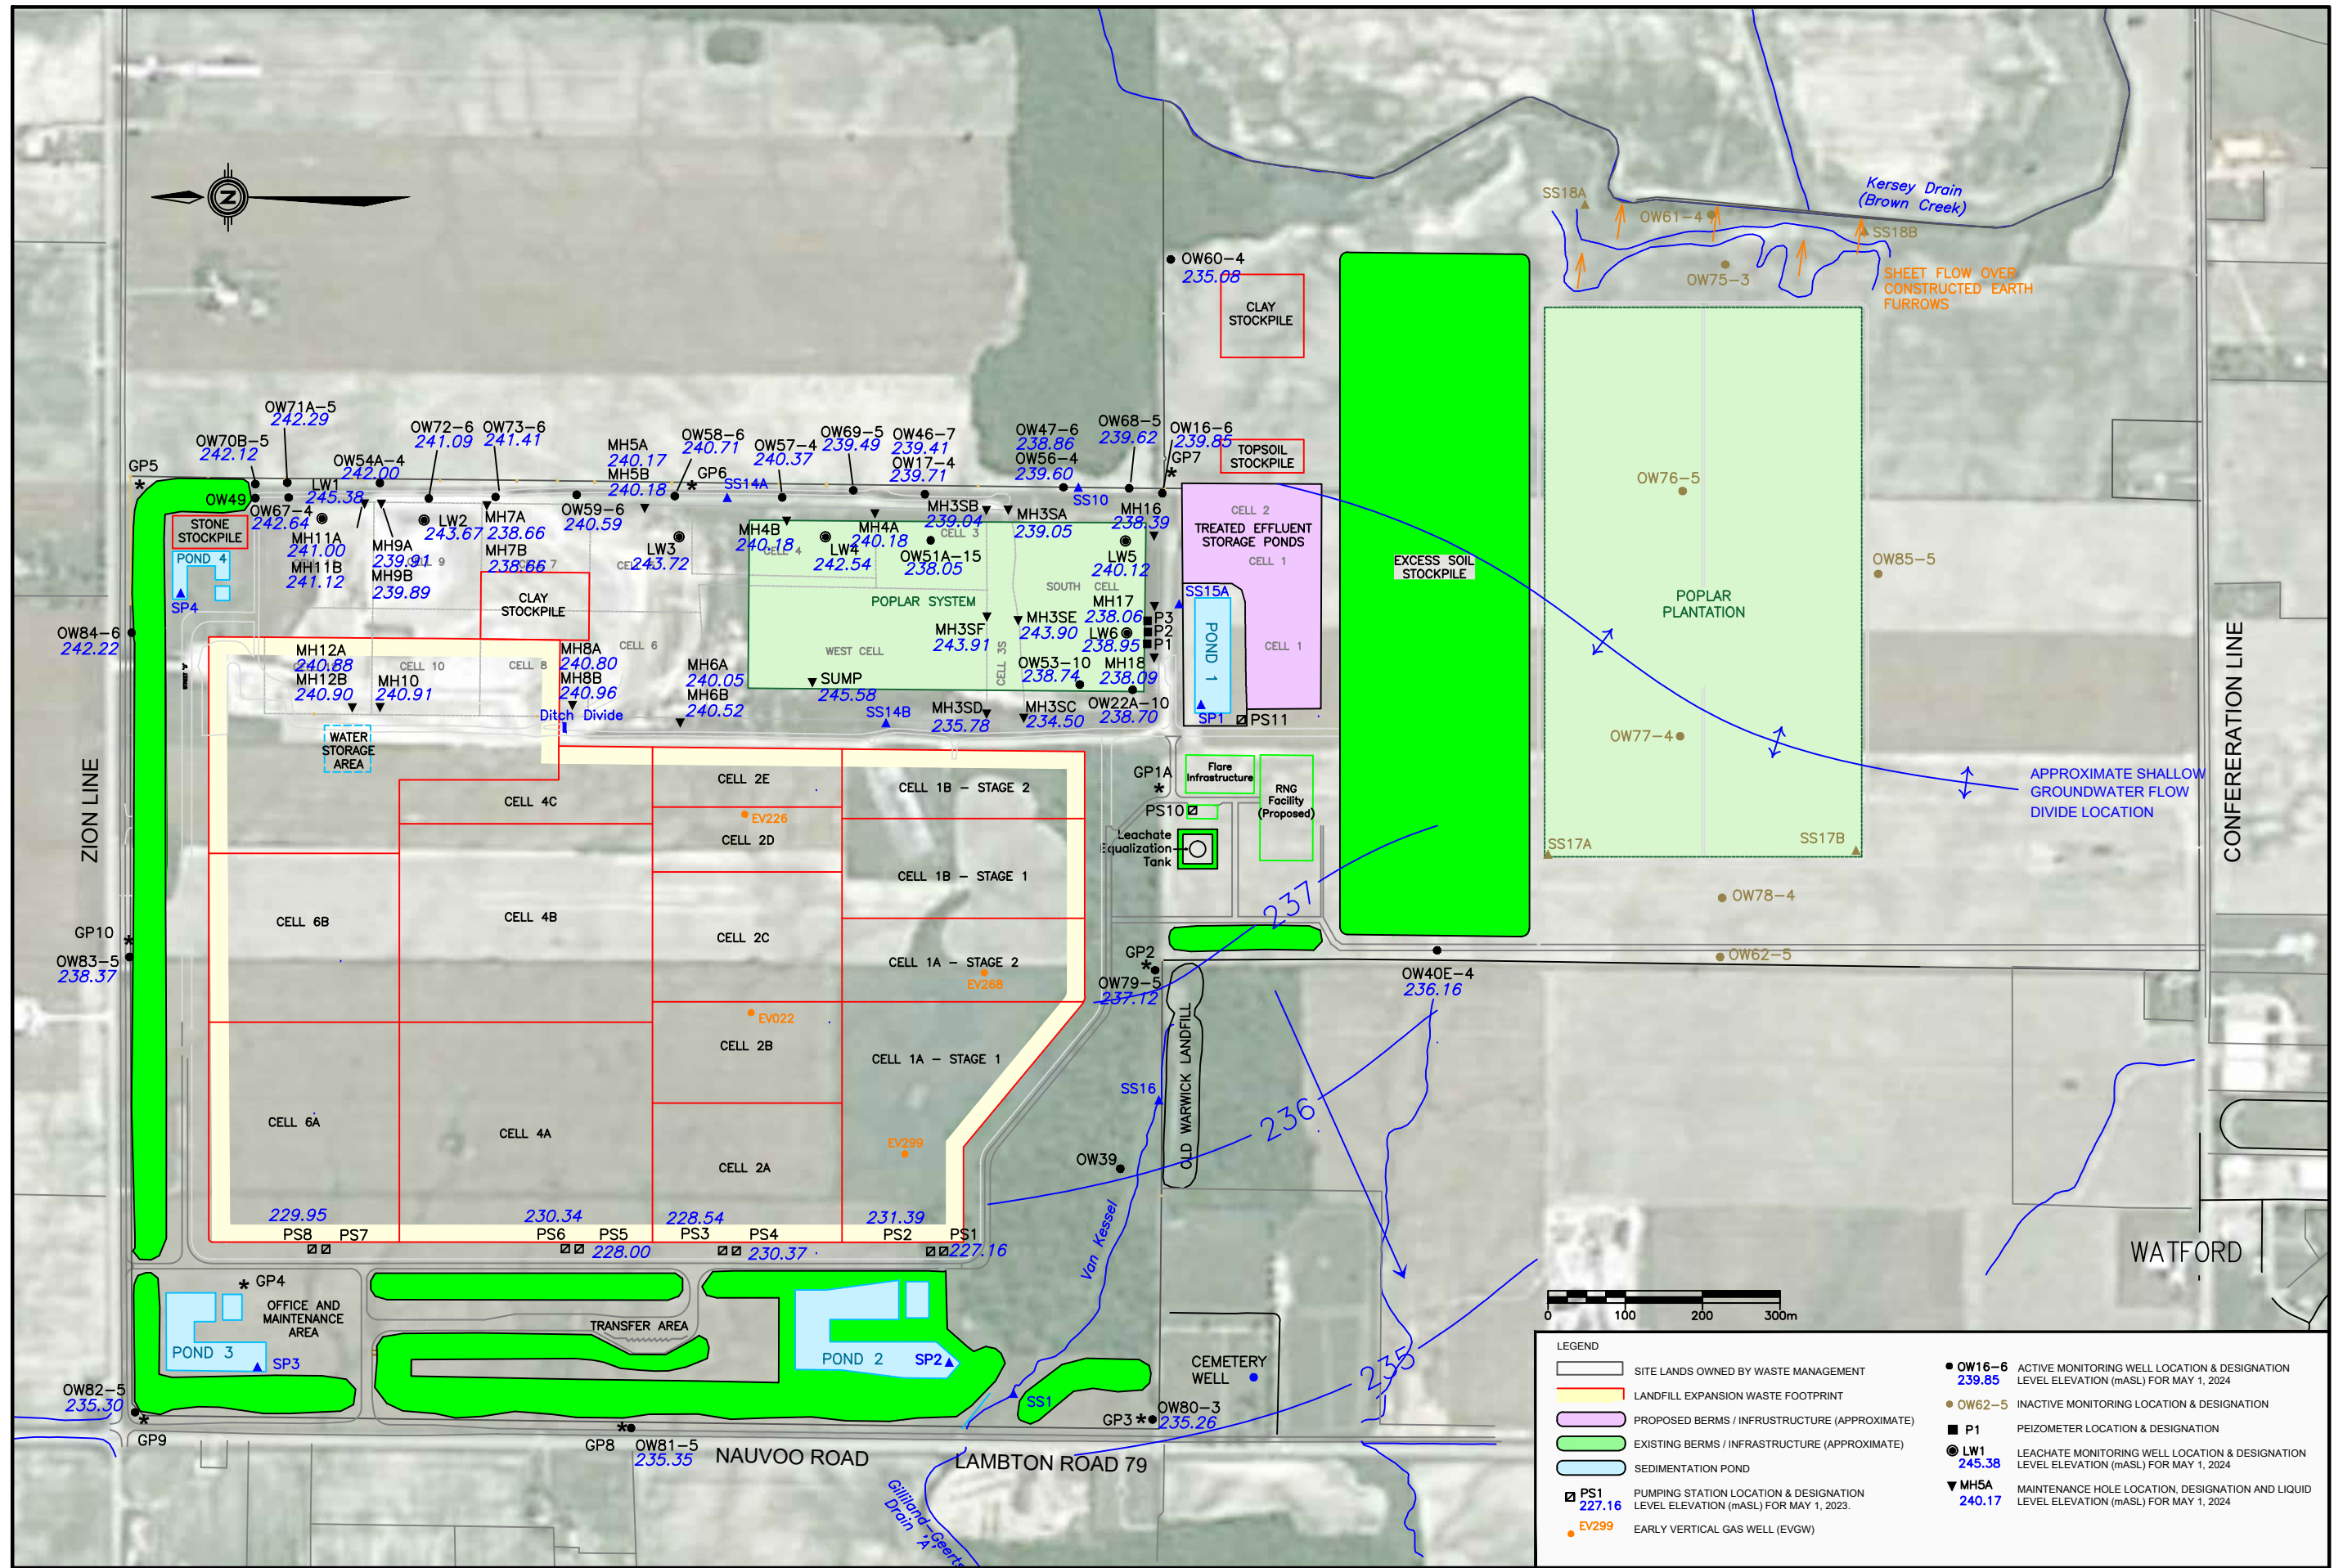 Kersey Drain
(Brown Creek)
SS18A
OW61-4
SS18B
OW75-3
SHEET FLOW OVER
CONSTRUCTED EARTH
FURROWS
N
OW60-4
235.08
CLAY
STOCKPILE
OW71A-5
242.29
OW70B-5
242.12
GP5
OW54A-4
242.00
OW72-6
241.09
OW73-6
241.41
MH5A
240.17
MH5B
240.18
OW58-6
240.71
GP6
SS14A
OW57-4
240.37
OW69-5
239.49
OW46-7
239.41
OW17-4
239.71
OW47-6
238.86
OW56-4
239.60
SS10
OW68-5
239.62
OW16-6
239.85
GP7
TOPSOIL
STOCKPILE
OW49
LW1
245.38
OW67-4
242.64
MH11A
241.00
MH11B
241.12
MH9A
239.91
MH9B
239.89
CELL 9
LW2
243.67
MH7A
238.66
MH7B
238.66
CELL 7
OW59-6
240.59
LW3
243.72
MH4B
240.18
CELL 4
LW4
242.54
MH4A
240.18
MH3SB
239.04
CELL 3
OW51A-15
238.05
MH3SA
239.05
MH16
238.39
LW5
240.12
CELL 2
TREATED EFFLUENT
STORAGE PONDS
CELL 1
CELL 1
EXCESS SOIL
STOCKPILE
OW76-5
OW85-5
POPLAR
PLANTATION
OW77-4
STONE
STOCKPILE
POND 4
SP4
CLAY
STOCKPILE
POPLAR SYSTEM
SOUTH CELL
MH17
238.06
P3
P2
P1
SS15A
POND 1
SP1
PS11
LW6
238.95
MH3SE
243.90
MH3SF
243.91
CELL 3S
WEST CELL
OW53-10
238.74
MH18
238.09
OW22A-10
238.70
SUMP
245.58
SS14B
MH3SD
235.78
MH3SC
234.50
OW84-6
242.22
MH12A
240.88
MH12B
240.90
CELL 10
MH10
240.91
CELL 8
MH8A
240.80
MH8B
240.96
Ditch Divide
CELL 6
MH6A
240.05
MH6B
240.52
WATER
STORAGE
AREA
ZION LINE
CONFERERATION LINE
APPROXIMATE SHALLOW
GROUNDWATER FLOW
DIVIDE LOCATION
CELL 2E
CELL 1B - STAGE 2
CELL 4C
EV226
CELL 2D
CELL 1B - STAGE 1
GP1A
Flare
Infrastructure
RNG
Facility
(Proposed)
PS10
Leachate
Equalization
Tank
SS17A
SS17B
OW78-4
OW62-5
237
CELL 6B
CELL 4B
CELL 2C
CELL 1A - STAGE 2
EV268
GP10
OW83-5
238.37
GP2
OW79-5
237.12
OW40E-4
236.16
EV022
CELL 2B
CELL 1A - STAGE 1
OLD WARWICK LANDFILL
SS16
236
OW39
CELL 6A
CELL 4A
CELL 2A
EV299
229.95
PS8
PS7
230.34
PS6
PS5
228.00
228.54
PS3
PS4
230.37
231.39
PS2
PS1
227.16
Van Kessel
WATFORD
GP4
OFFICE AND
MAINTENANCE
AREA
POND 3
SP3
TRANSFER AREA
POND 2
SP2
SS1
CEMETERY
WELL
235
OW82-5
235.30
GP9
GP8
OW81-5
235.35
GP3
OW80-3
235.26
NAUVOO ROAD
LAMBTON ROAD 79
Gilliland-Geerts
Drain 'A'
0 100 200 300m
LEGEND
SITE LANDS OWNED BY WASTE MANAGEMENT
LANDFILL EXPANSION WASTE FOOTPRINT
PROPOSED BERMS / INFRUSTRUCTURE (APPROXIMATE)
EXISTING BERMS / INFRASTRUCTURE (APPROXIMATE)
SEDIMENTATION POND
PS1
227.16
PUMPING STATION LOCATION & DESIGNATION
LEVEL ELEVATION (mASL) FOR MAY 1, 2023.
EV299
EARLY VERTICAL GAS WELL (EVGW)
OW16-6
239.85
ACTIVE MONITORING WELL LOCATION & DESIGNATION
LEVEL ELEVATION (mASL) FOR MAY 1, 2024
OW62-5
INACTIVE MONITORING LOCATION & DESIGNATION
P1
PEIZOMETER LOCATION & DESIGNATION
LW1
245.38
LEACHATE MONITORING WELL LOCATION & DESIGNATION
LEVEL ELEVATION (mASL) FOR MAY 1, 2024
MH5A
240.17
MAINTENANCE HOLE LOCATION, DESIGNATION AND LIQUID
LEVEL ELEVATION (mASL) FOR MAY 1, 2024